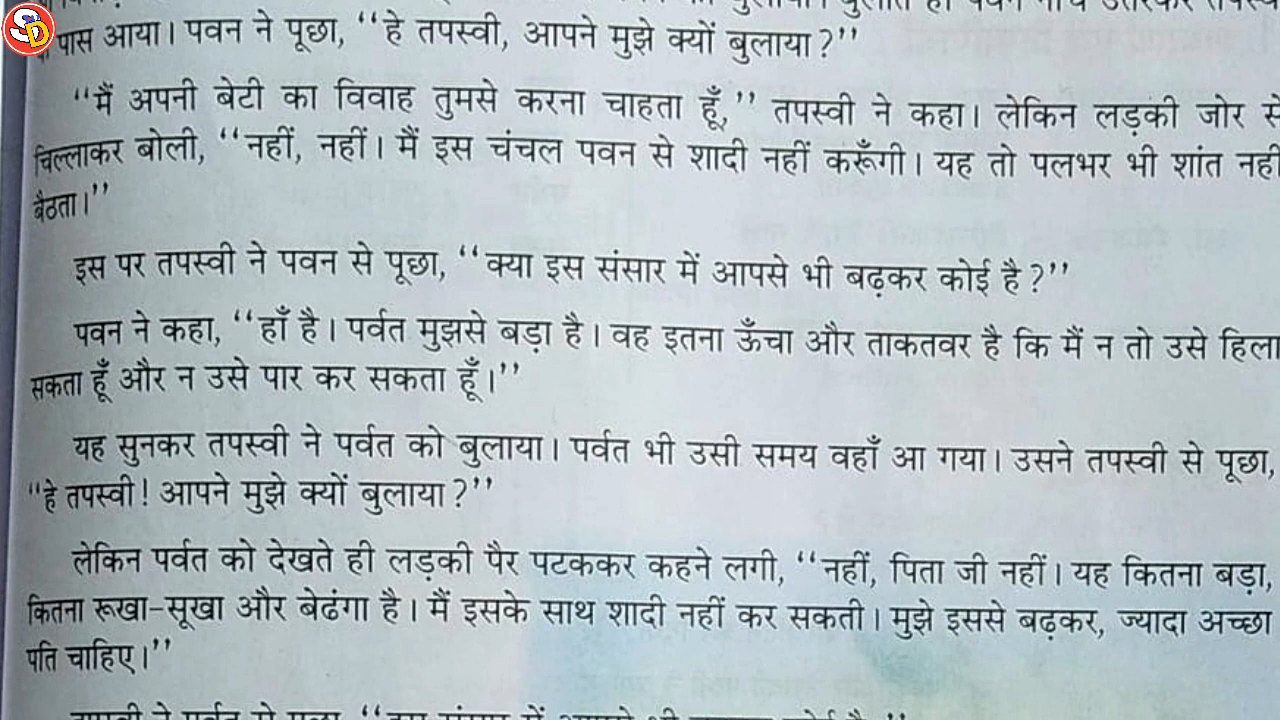 SD
पास आया। पवन ने पूछा, “हे तपस्वी, आपने मुझे क्यों बुलाया?”
“मैं अपनी बेटी का विवाह तुमसे करना चाहता हूँ,” तपस्वी ने कहा। लेकिन लड़की जोर से
चिल्लाकर बोली, “नहीं, नहीं। मैं इस चंचल पवन से शादी नहीं करूँगी। यह तो पलभर भी शांत नहीं
बैठता।”
इस पर तपस्वी ने पवन से पूछा, “क्या इस संसार में आपसे भी बढ़कर कोई है?”
पवन ने कहा, “हाँ है। पर्वत मुझसे बड़ा है। वह इतना ऊँचा और ताकतवर है कि मैं न तो उसे हिला
सकता हूँ और न उसे पार कर सकता हूँ।”
यह सुनकर तपस्वी ने पर्वत को बुलाया। पर्वत भी उसी समय वहाँ आ गया। उसने तपस्वी से पूछा,
“हे तपस्वी! आपने मुझे क्यों बुलाया?”
लेकिन पर्वत को देखते ही लड़की पैर पटककर कहने लगी, “नहीं, पिता जी नहीं। यह कितना बड़ा,
कितना रूखा-सूखा और बेढंगा है। मैं इसके साथ शादी नहीं कर सकती। मुझे इससे बढ़कर, ज्यादा अच्छा
पति चाहिए।”